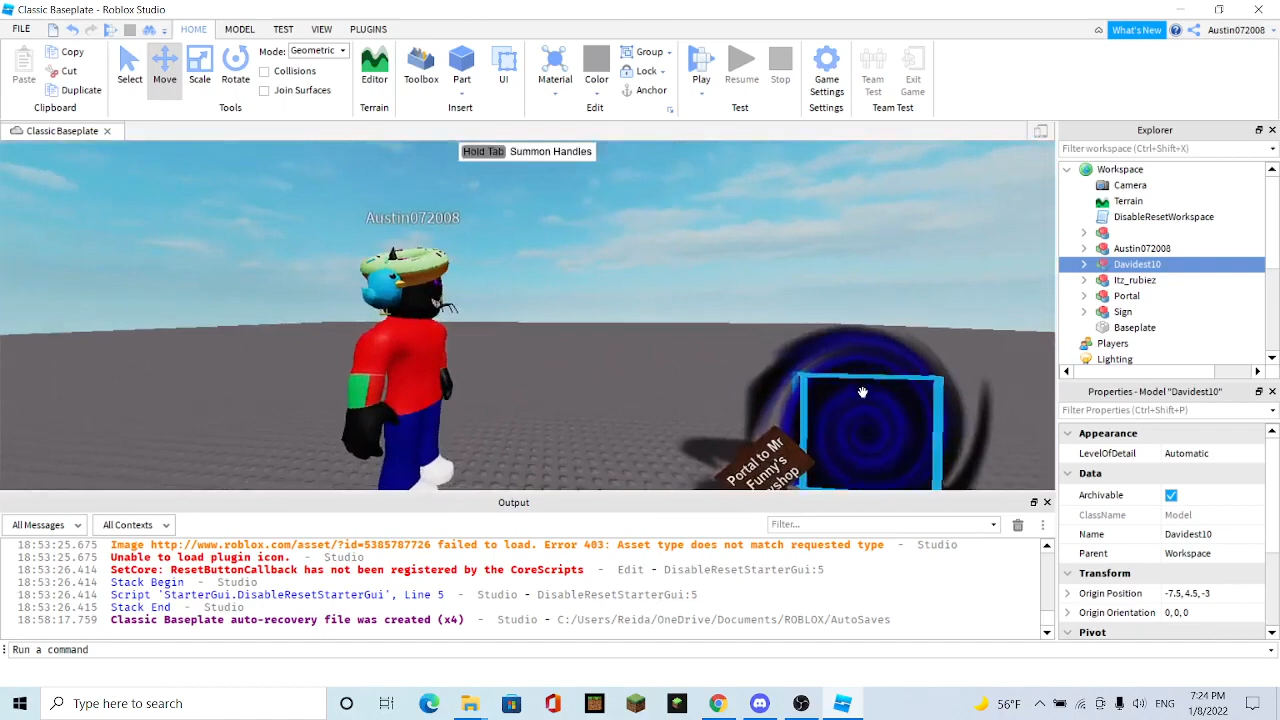 Classic Baseplate - Roblox Studio
FILE HOME MODEL TEST VIEW PLUGINS What's New Austin072008
Paste Copy Cut Duplicate Clipboard
Select Move Scale Rotate Mode: Geometric Collisions Join Surfaces Tools
Editor Terrain
Toolbox Part UI Insert
Material Color Group Lock Anchor Edit
Play Resume Stop Test
Game Settings Settings
Team Test Exit Game Team Test
Classic Baseplate
Hold Tab Summon Handles
Austin072008
Portal to Mr
Funny's
Explorer
Filter workspace (Ctrl+Shift+X)
Workspace
Camera
Terrain
DisableResetWorkspace
Austin072008
Davidest10
Itz_rubiez
Portal
Sign
Baseplate
Players
Lighting
Properties - Model "Davidest10"
Filter Properties (Ctrl+Shift+P)
Appearance
LevelOfDetail Automatic
Data
Archivable
ClassName Model
Name Davidest10
Parent Workspace
Transform
Origin Position -7.5, 4.5, -3
Origin Orientation 0, 0, 0
Pivot
Output
All Messages All Contexts Filter...
18:53:25.675 Image http://www.roblox.com/asset/?id=5385787726 failed to load. Error 403: Asset type does not match requested type - Studio
18:53:25.675 Unable to load plugin icon. - Studio
18:53:26.414 SetCore: ResetButtonCallback has not been registered by the CoreScripts - Edit - DisableResetStarterGui:5
18:53:26.414 Stack Begin - Studio
18:53:26.414 Script 'StarterGui.DisableResetStarterGui', Line 5 - Studio - DisableResetStarterGui:5
18:53:26.415 Stack End - Studio
18:58:17.759 Classic Baseplate auto-recovery file was created (x4) - Studio - C:/Users/Reida/OneDrive/Documents/ROBLOX/AutoSaves
Run a command
Type here to search
56°F ENG 7:24 PM
1/8/2022